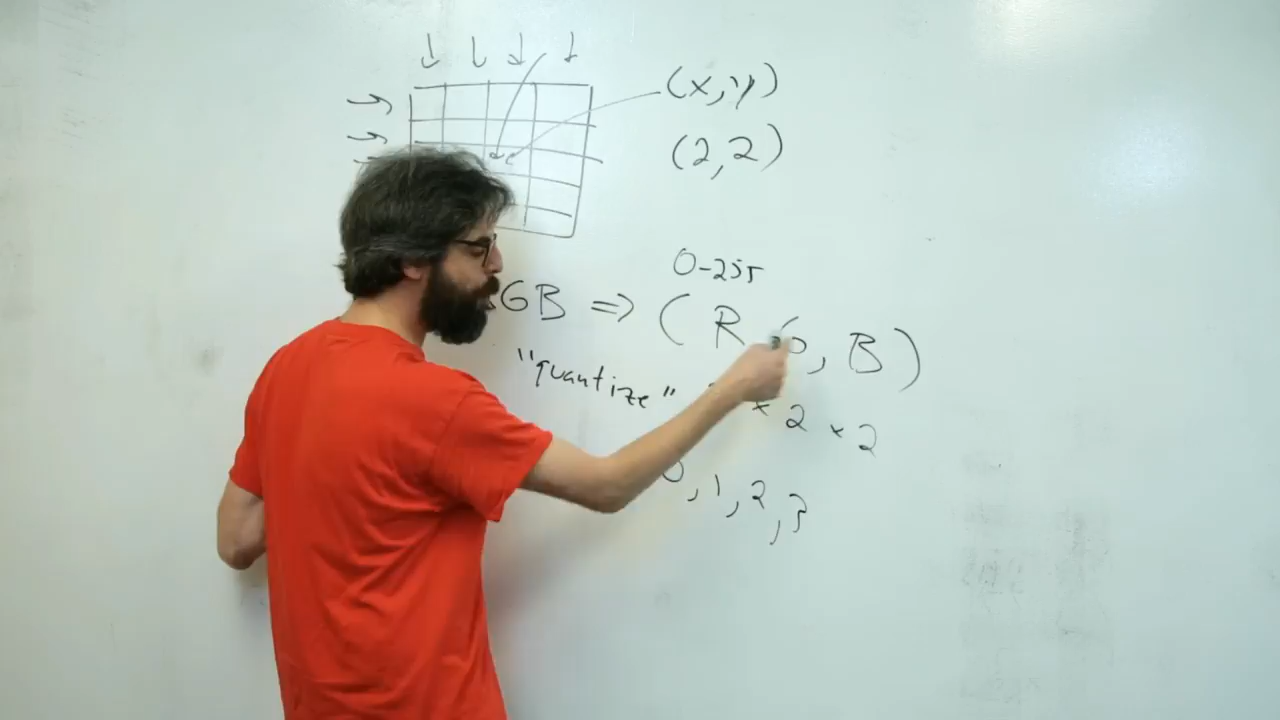 (x,y)
(2,2)
0-255
GB => (R, G, B)
"quantize" x 2 x 2
0, 1, 2, 3